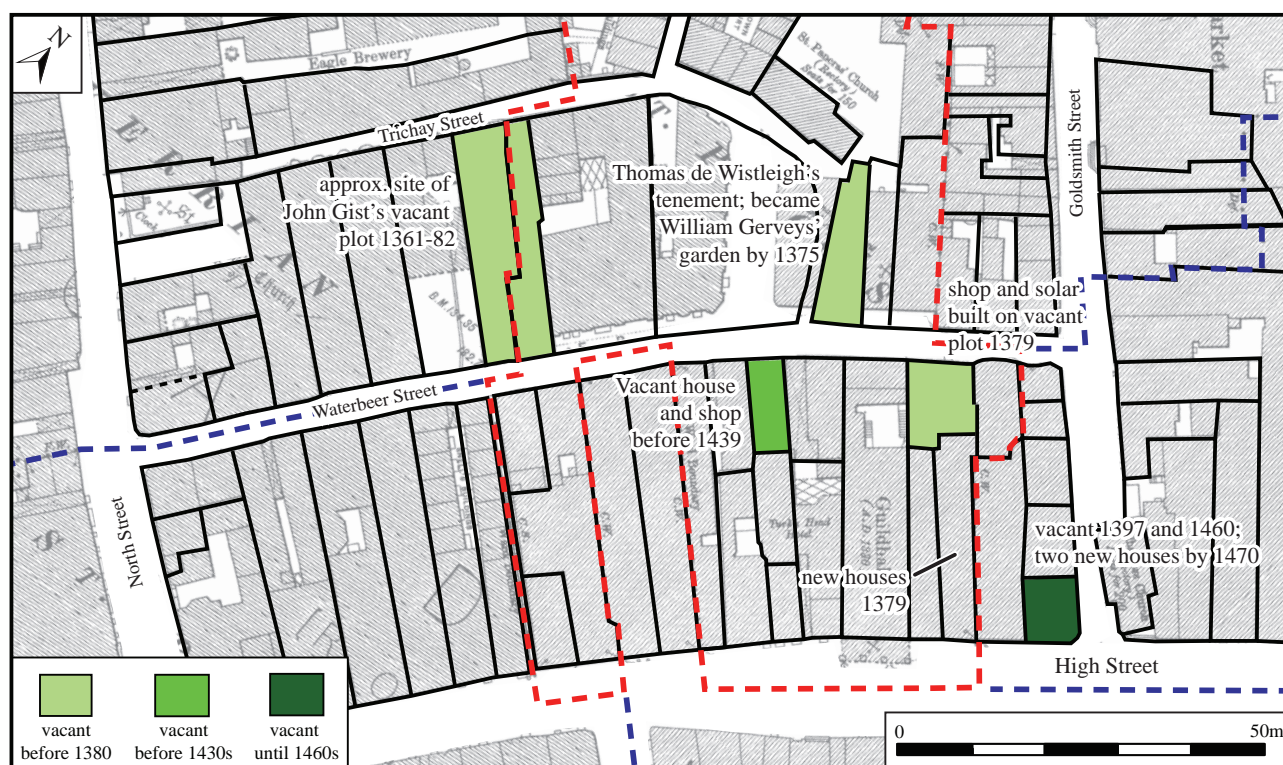 N
Eagle Brewery
St. Pancras' Church
(Rectory)
Trichay Street
Goldsmith Street
approx. site of
John Gist's vacant
plot 1361-82
Thomas de Wistleigh's
tenement; became
William Gerveys'
garden by 1375
shop and solar
built on vacant
plot 1379
B.M. 134.35
Waterbeer Street
Vacant house
and shop
before 1439
North Street
Guildhall
new houses
1379
vacant 1397 and 1460;
two new houses by 1470
High Street
vacant
before 1380
vacant
before 1430s
vacant
until 1460s
0
50m